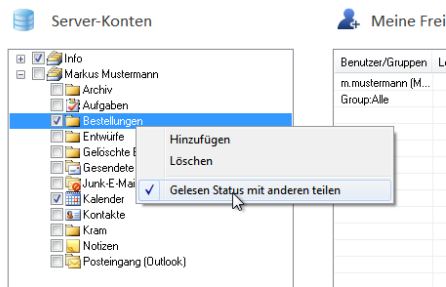 Server-Konten
Meine Frei
Info
Markus Mustermann
Archiv
Aufgaben
Bestellungen
Entwürfe
Gelöschte E
Gesendete
Junk-E-Mai
Kalender
Kontakte
Kram
Notizen
Posteingang (Outlook)
Hinzufügen
Löschen
Gelesen Status mit anderen teilen
Benutzer/Gruppen
m.mustermann (M...
Group:Alle